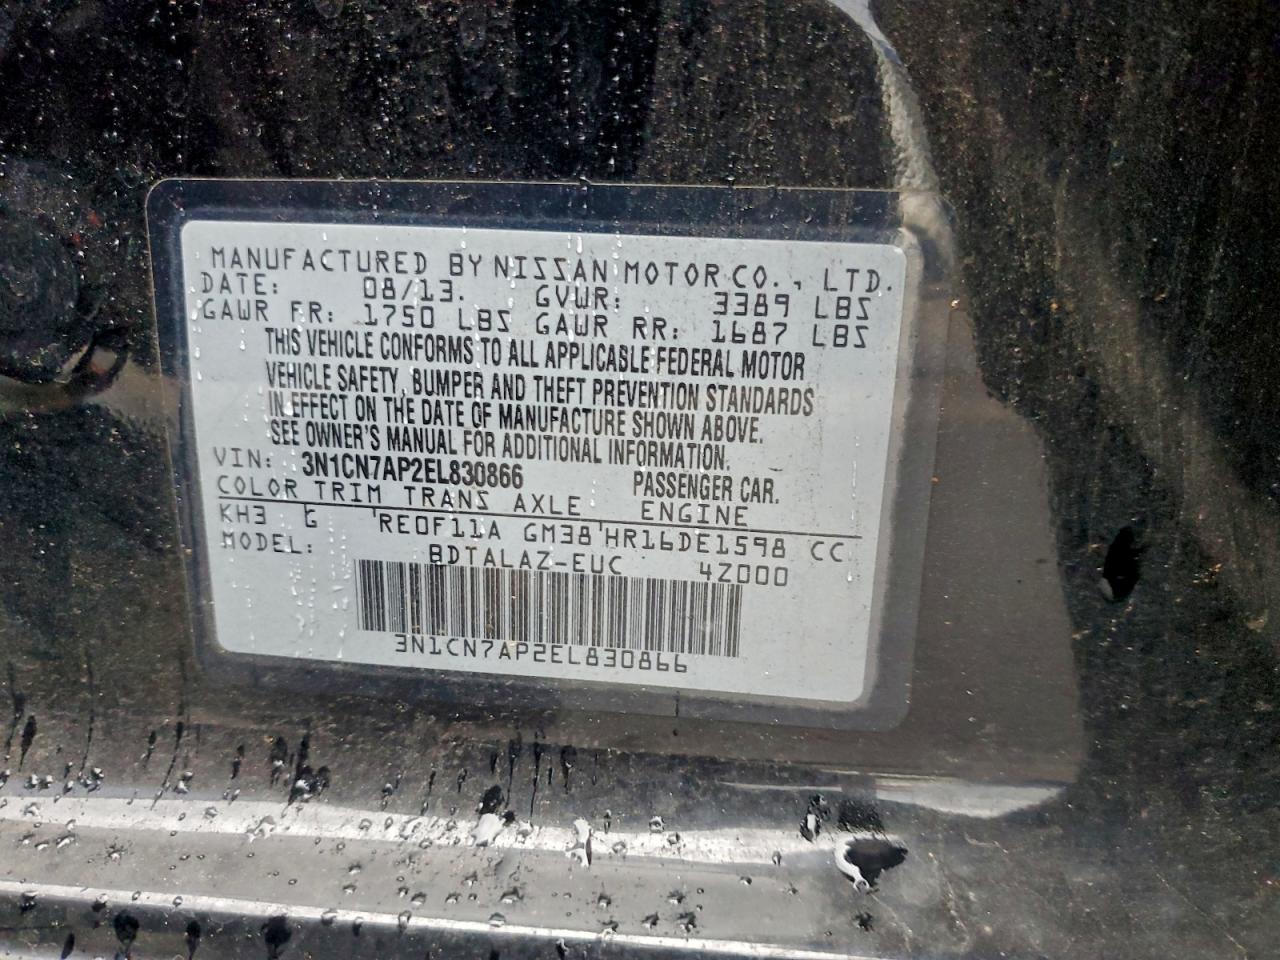 MANUFACTURED BY NISSAN MOTOR CO., LTD.
DATE: 08/13. GVWR: 3389 LBS
GAWR FR: 1750 LBS GAWR RR: 1687 LBS
THIS VEHICLE CONFORMS TO ALL APPLICABLE FEDERAL MOTOR
VEHICLE SAFETY, BUMPER AND THEFT PREVENTION STANDARDS
IN EFFECT ON THE DATE OF MANUFACTURE SHOWN ABOVE.
SEE OWNER'S MANUAL FOR ADDITIONAL INFORMATION.
VIN: 3N1CN7AP2EL830866 PASSENGER CAR.
COLOR TRIM TRANS AXLE ENGINE
KH3 G RE0F11A GM38 HR16DE1598 CC
MODEL: BDTALAZ-EUC 4Z000
3N1CN7AP2EL830866